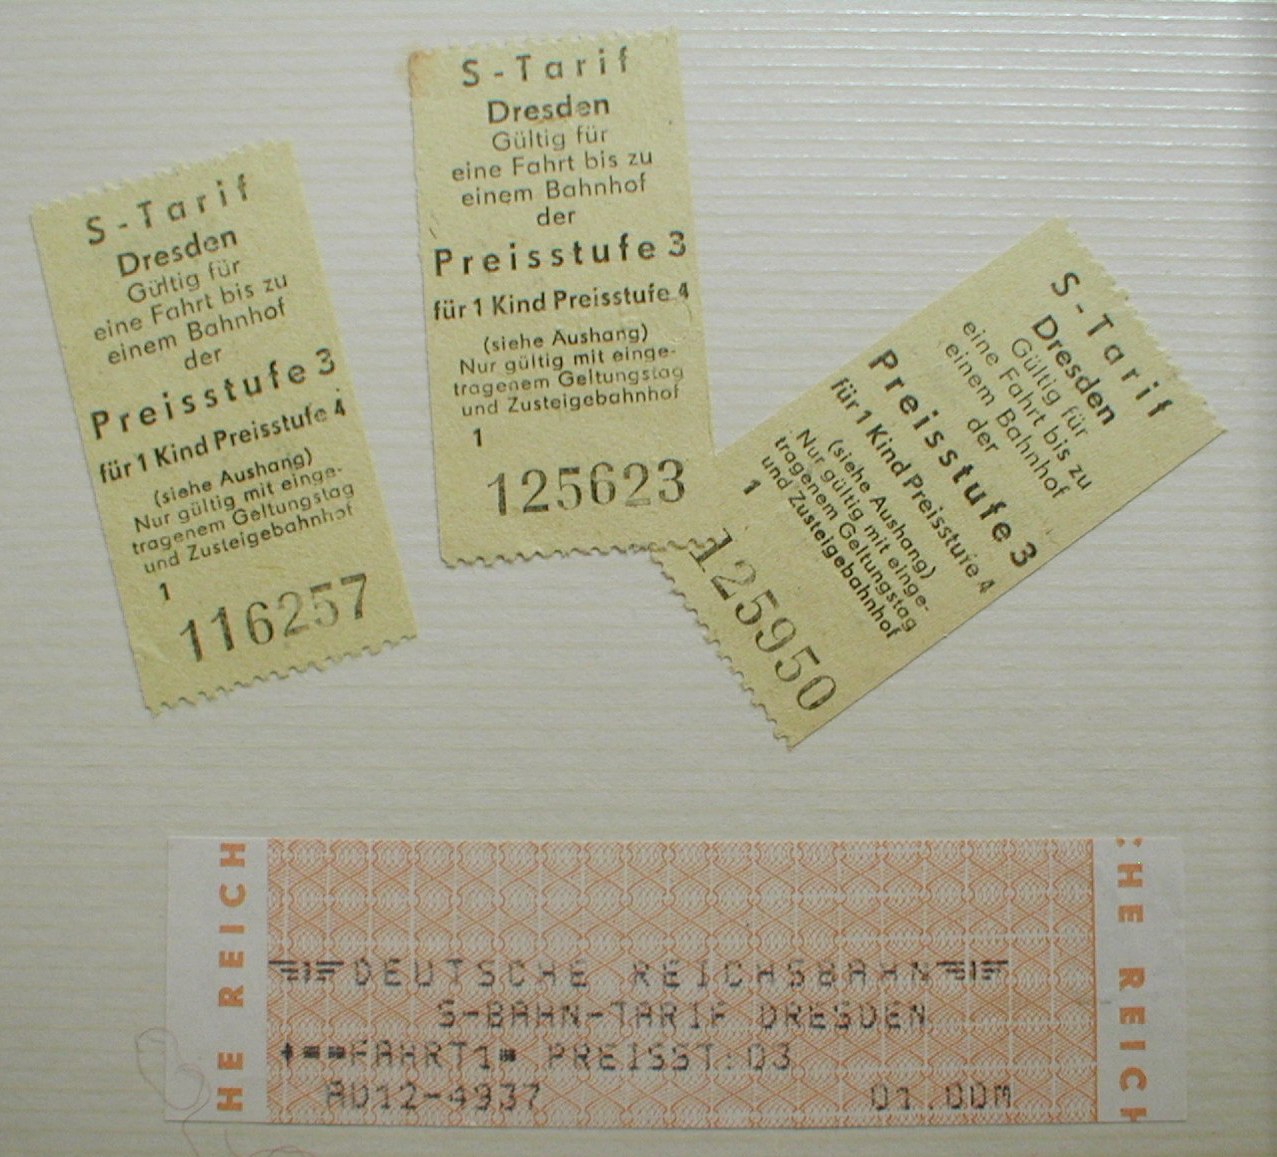 S-Tarif
Dresden
Gültig für
eine Fahrt bis zu
einem Bahnhof
der
Preisstufe 3
für 1 Kind Preisstufe 4
(siehe Aushang)
Nur gültig mit einge-
tragenem Geltungstag
und Zusteigebahnhof
1
116257
S-Tarif
Dresden
Gültig für
eine Fahrt bis zu
einem Bahnhof
der
Preisstufe 3
für 1 Kind Preisstufe 4
(siehe Aushang)
Nur gültig mit einge-
tragenem Geltungstag
und Zusteigebahnhof
1
125623
S-Tarif
Dresden
Gültig für
eine Fahrt bis zu
einem Bahnhof
der
Preisstufe 3
für 1 Kind Preisstufe 4
(siehe Aushang)
Nur gültig mit einge-
tragenem Geltungstag
und Zusteigebahnhof
1
125950
HE REICH
DEUTSCHE REICHSBAHN
S-BAHN-TARIF DRESDEN
+==FAHRT1= PREISST:03
AU12-4937 01.00M
CHE REICH